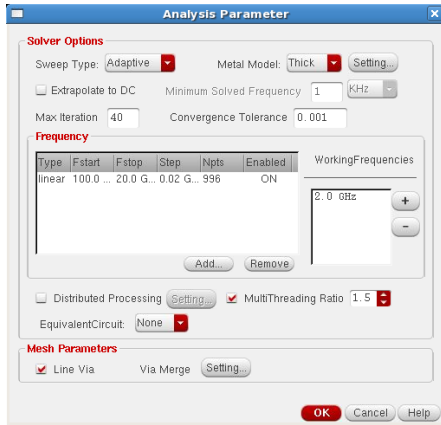 Analysis Parameter
Solver Options
Sweep Type: Adaptive Metal Model: Thick Setting...
Extrapolate to DC Minimum Solved Frequency 1 KHz
Max Iteration 40 Convergence Tolerance 0.001
Frequency
Type Fstart Fstop Step Npts Enabled WorkingFrequencies
linear 100.0 ... 20.0 G... 0.02 G... 996 ON
2.0 GHz
+
-
Add... Remove
Distributed Processing Setting... MultiThreading Ratio 1.5
EquivalentCircuit: None
Mesh Parameters
Line Via Via Merge Setting...
OK Cancel Help